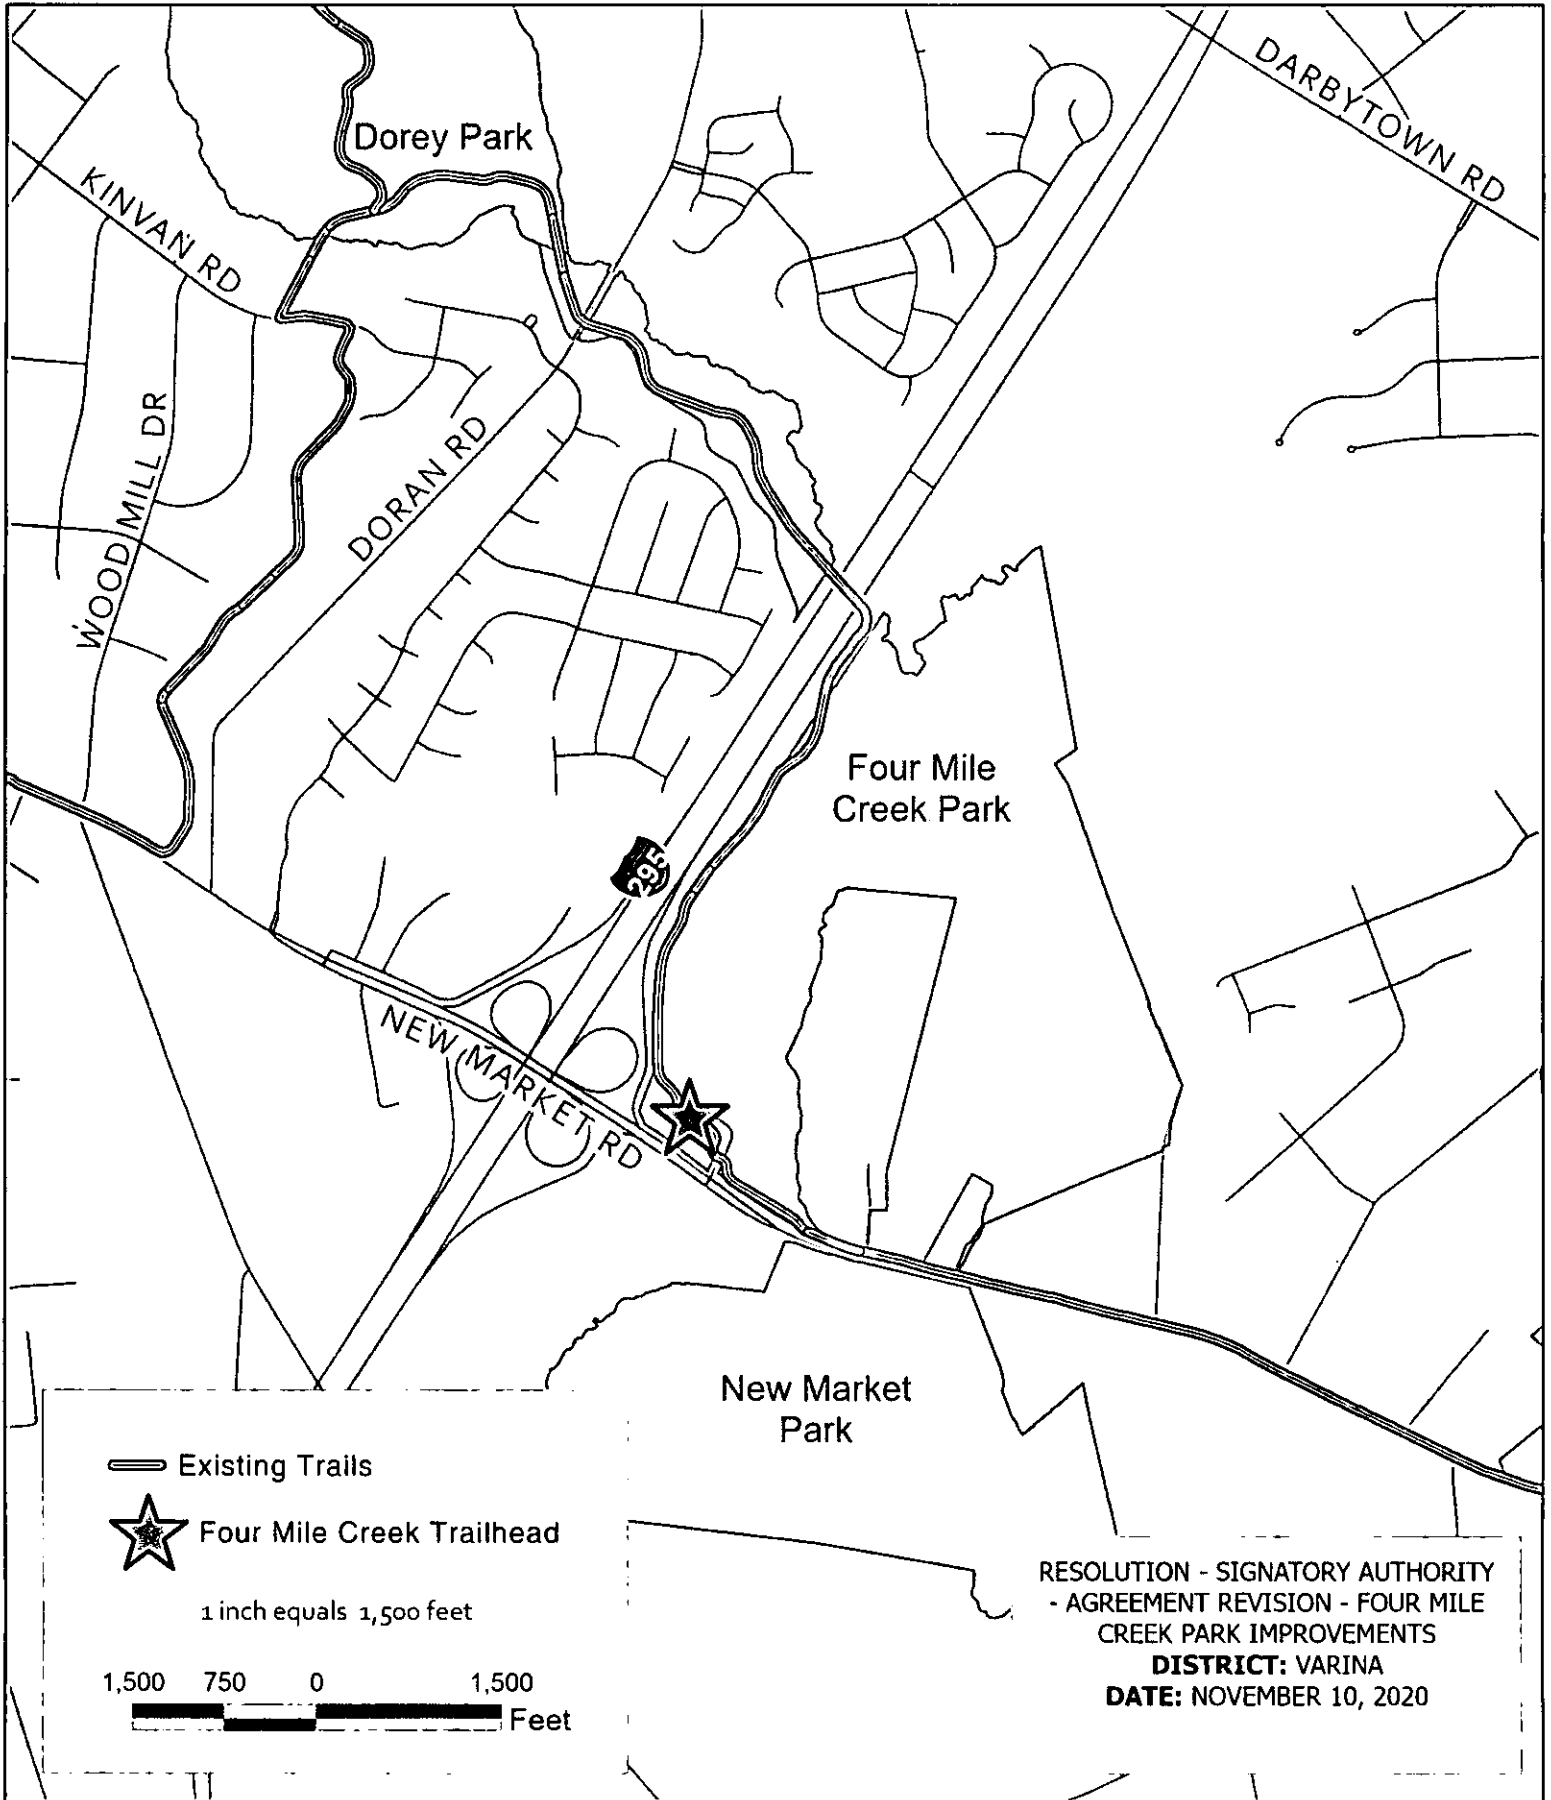 DARBYTOWN RD
Dorey Park
KINVAN RD
WOOD MILL DR
DORAN RD
Four Mile
Creek Park
295
NEW MARKET RD
New Market
Park
Existing Trails
Four Mile Creek Trailhead
1 inch equals 1,500 feet
1,500 750 0 1,500
Feet
RESOLUTION - SIGNATORY AUTHORITY
- AGREEMENT REVISION - FOUR MILE
CREEK PARK IMPROVEMENTS
DISTRICT: VARINA
DATE: NOVEMBER 10, 2020